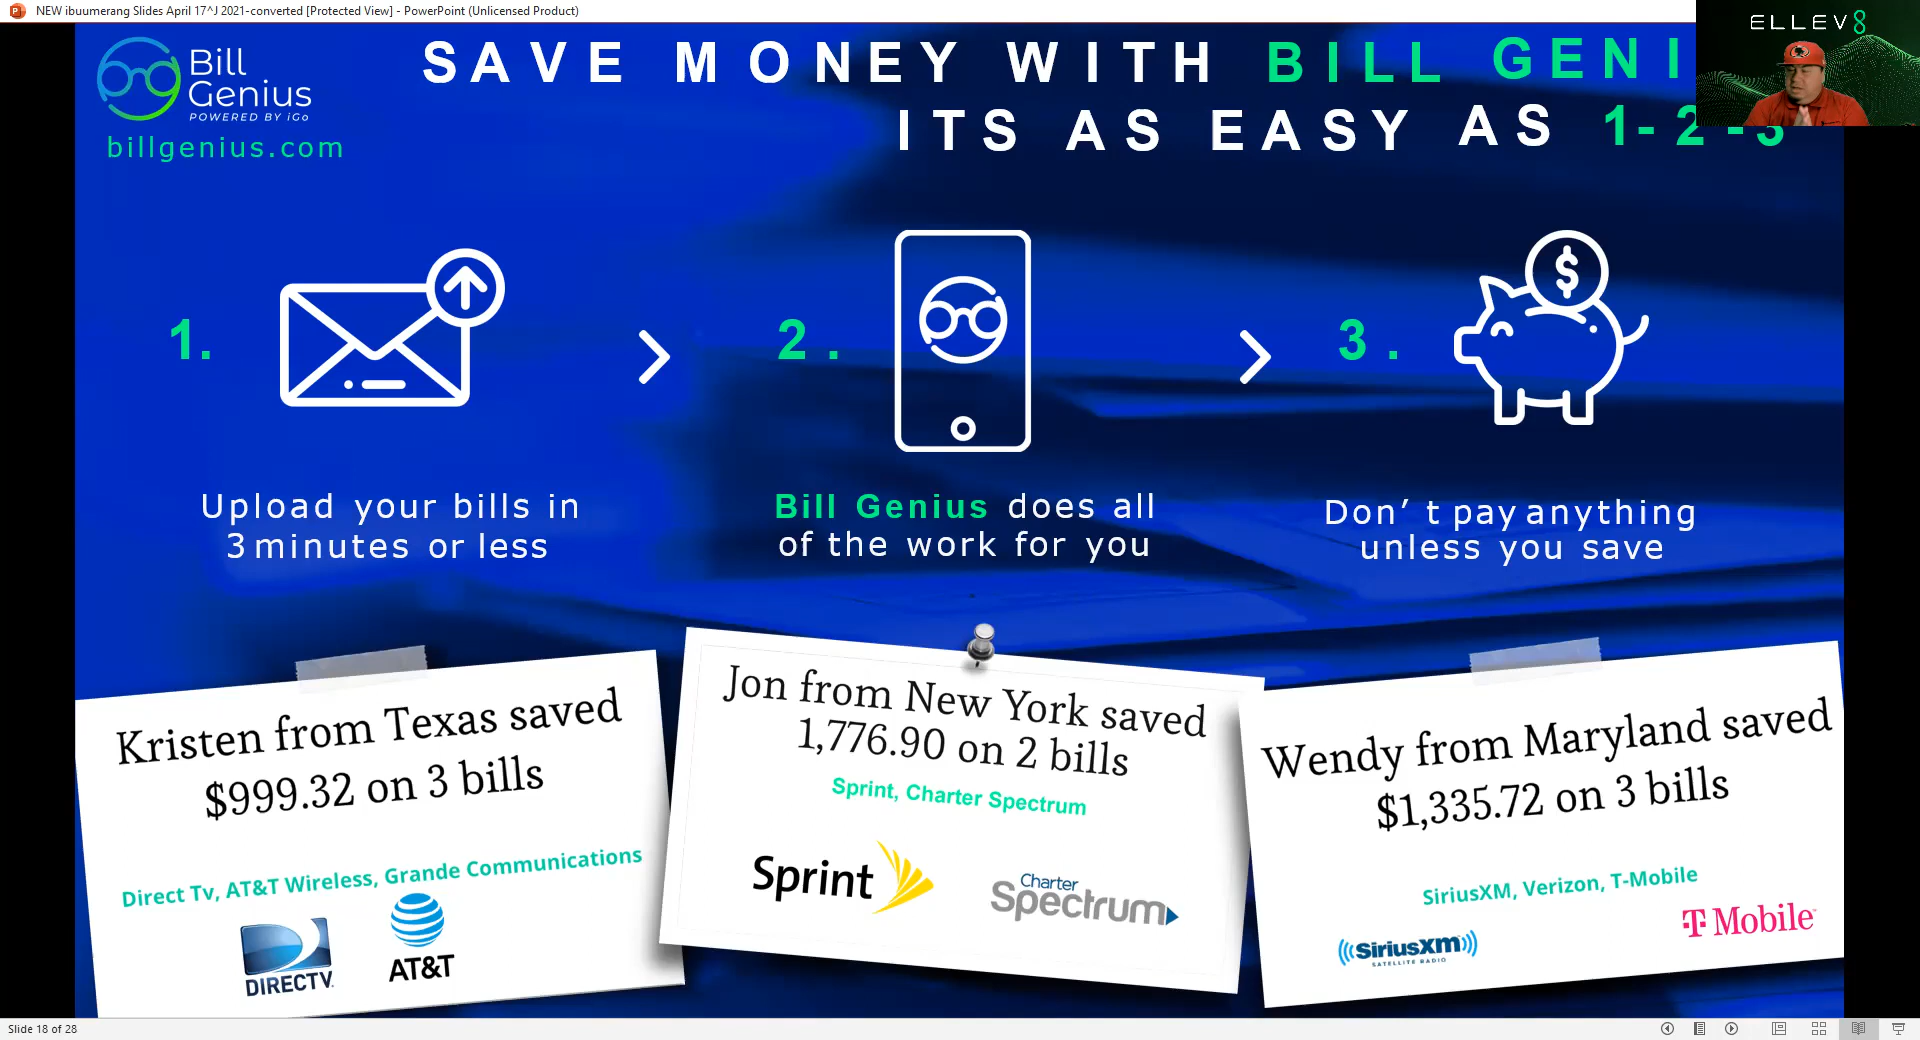 NEW ibuumerang Slides April 17^J 2021-converted [Protected View] - PowerPoint (Unlicensed Product)
ELLEV8
Bill
Genius
POWERED BY iGo
billgenius.com
SAVE MONEY WITH BILL GENI
ITS AS EASY AS 1-2-3
1.
2.
3.
$
Upload your bills in
3 minutes or less
Bill Genius does all
of the work for you
Don’ t pay anything
unless you save
Kristen from Texas saved
$999.32 on 3 bills
Direct Tv, AT&T Wireless, Grande Communications
DIRECTV
AT&T
Jon from New York saved
1,776.90 on 2 bills
Sprint, Charter Spectrum
Sprint
Charter
Spectrum
Wendy from Maryland saved
$1,335.72 on 3 bills
SiriusXM, Verizon, T-Mobile
SiriusXM
SATELLITE RADIO
T Mobile
Slide 18 of 28